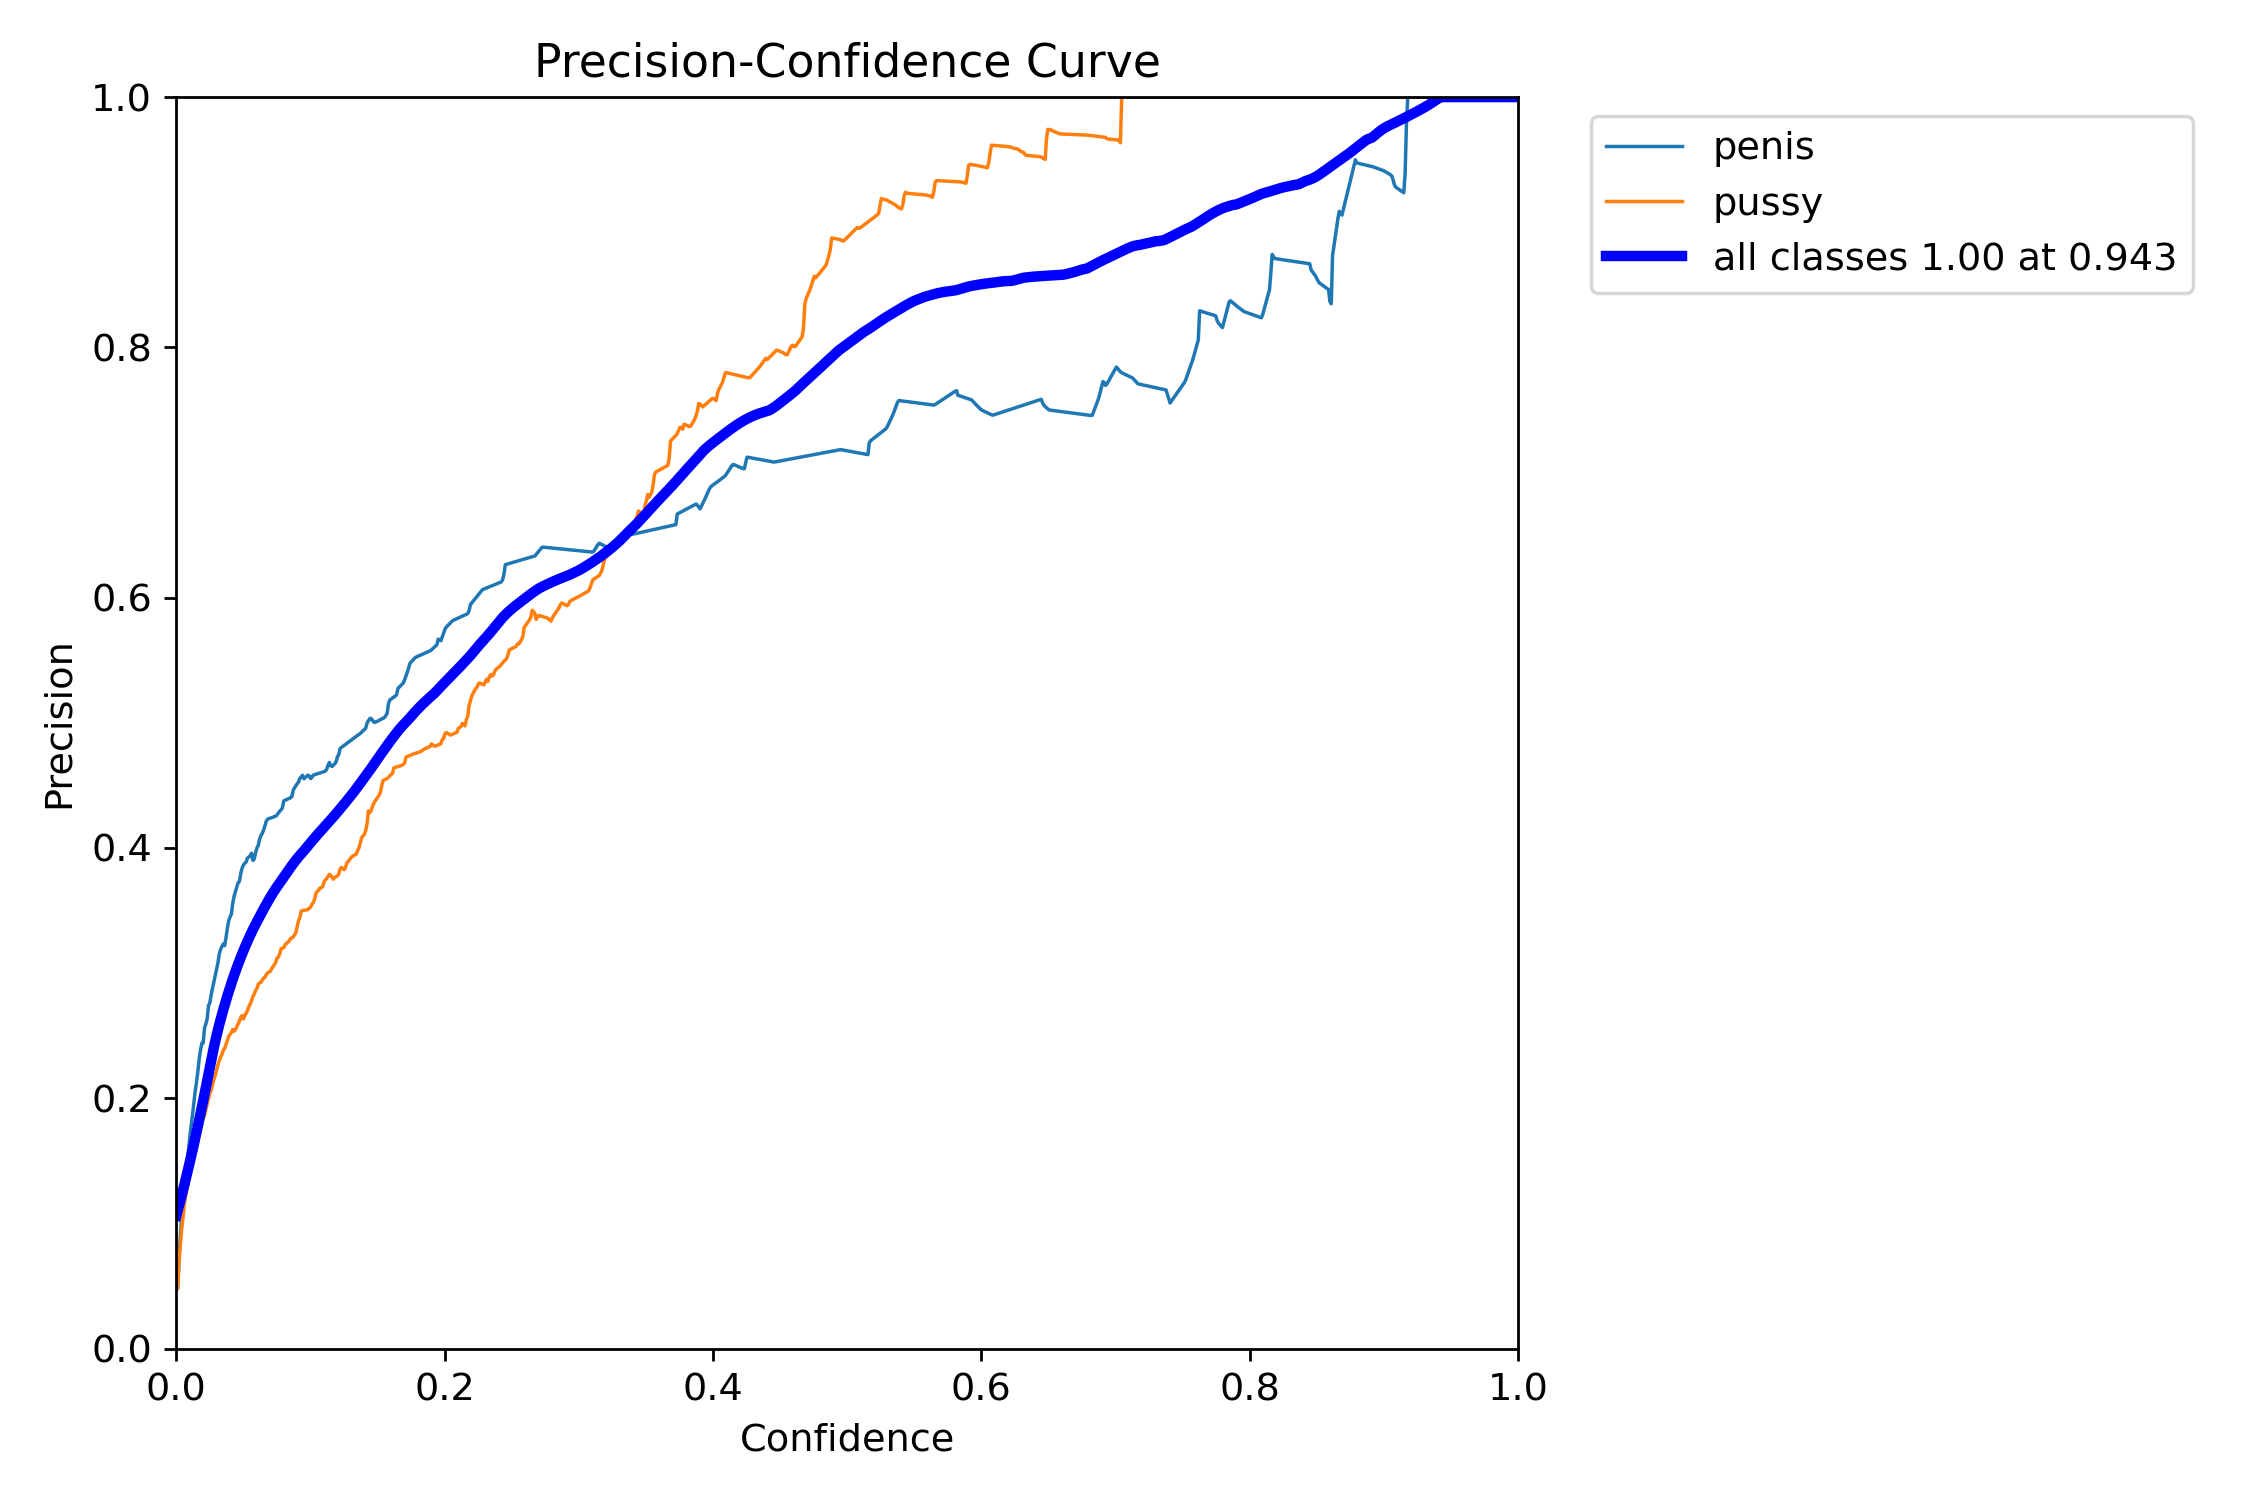 Precision-Confidence Curve
1.0
0.8
0.6
0.4
0.2
0.0
Precision
0.0 0.2 0.4 0.6 0.8 1.0
Confidence
penis
pussy
all classes 1.00 at 0.943